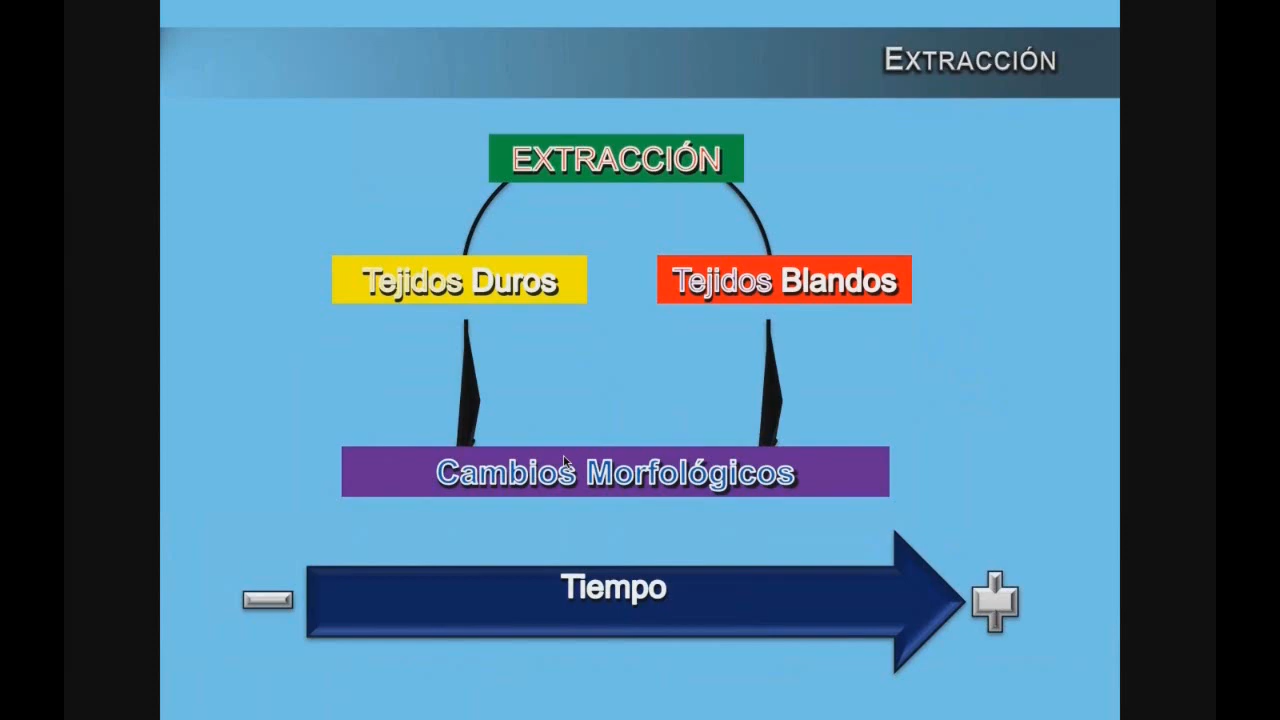 EXTRACCIÓN
EXTRACCIÓN
Tejidos Duros
Tejidos Blandos
Cambios Morfológicos
Tiempo